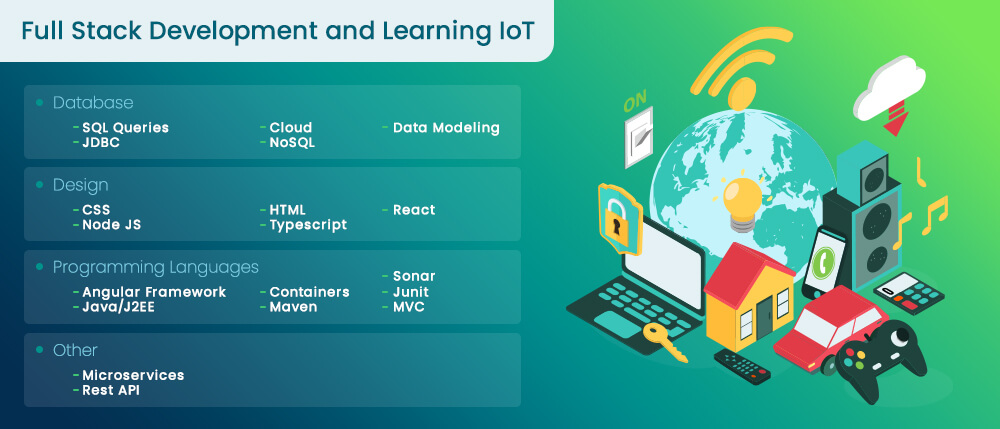 Full Stack Development and Learning IoT
Database
- SQL Queries - Cloud - Data Modeling
- JDBC - NoSQL
Design
- CSS - HTML - React
- Node JS - Typescript
Programming Languages
- Sonar
- Angular Framework - Containers - Junit
- Java/J2EE - Maven - MVC
Other
- Microservices
- Rest API
ON